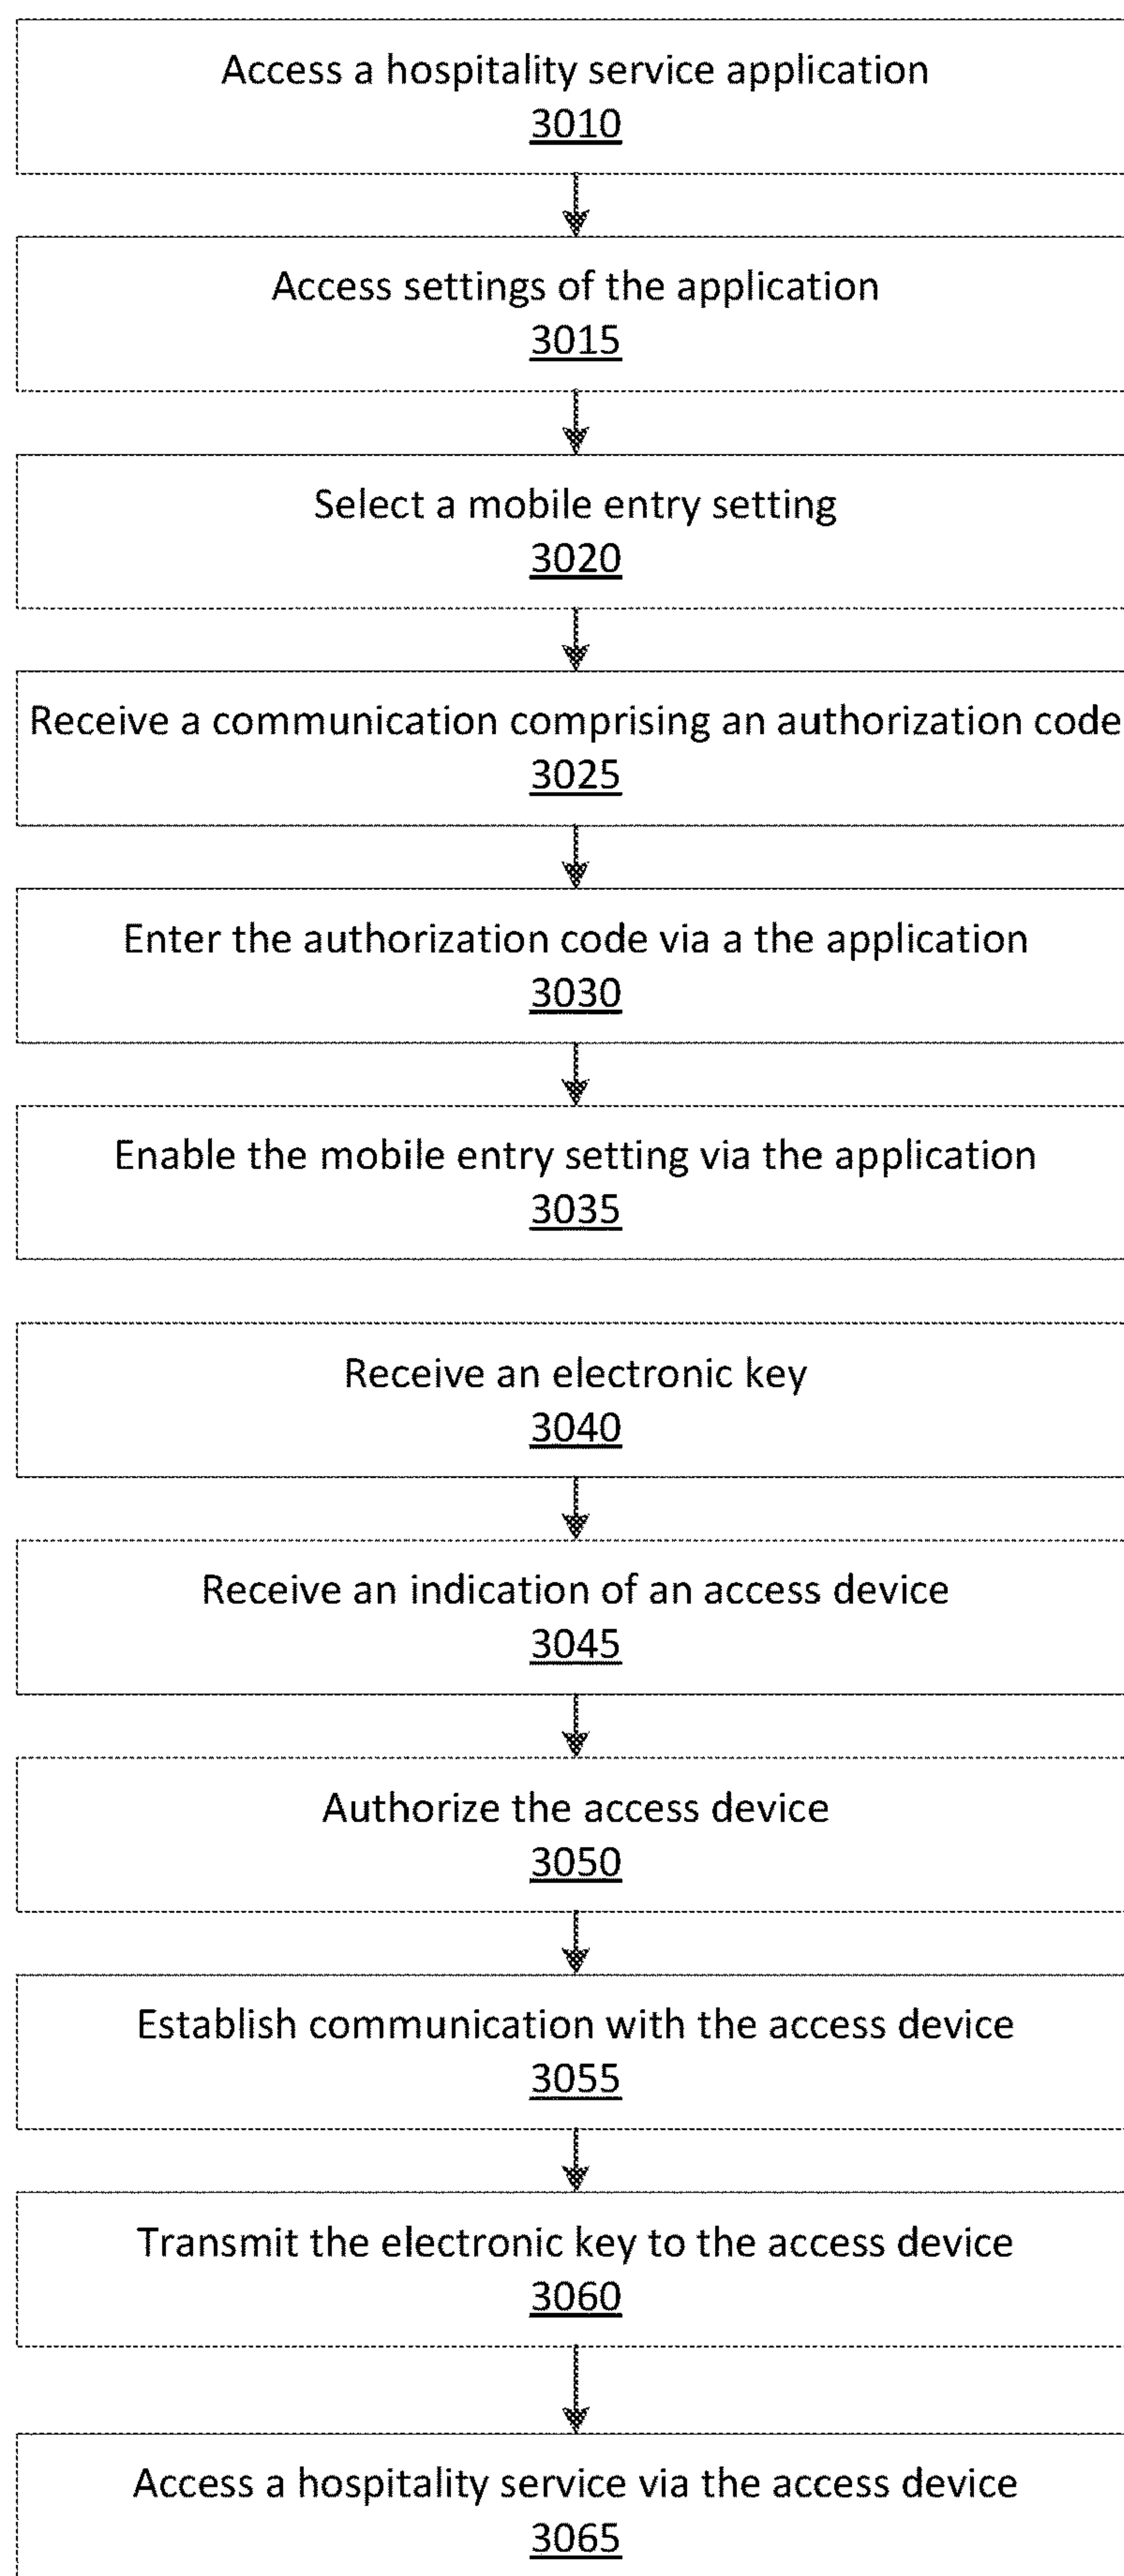 Access a hospitality service application
3010
Access settings of the application
3015
Select a mobile entry setting
3020
Receive a communication comprising an authorization code
3025
Enter the authorization code via a the application
3030
Enable the mobile entry setting via the application
3035
Receive an electronic key
3040
Receive an indication of an access device
3045
Authorize the access device
3050
Establish communication with the access device
3055
Transmit the electronic key to the access device
3060
Access a hospitality service via the access device
3065